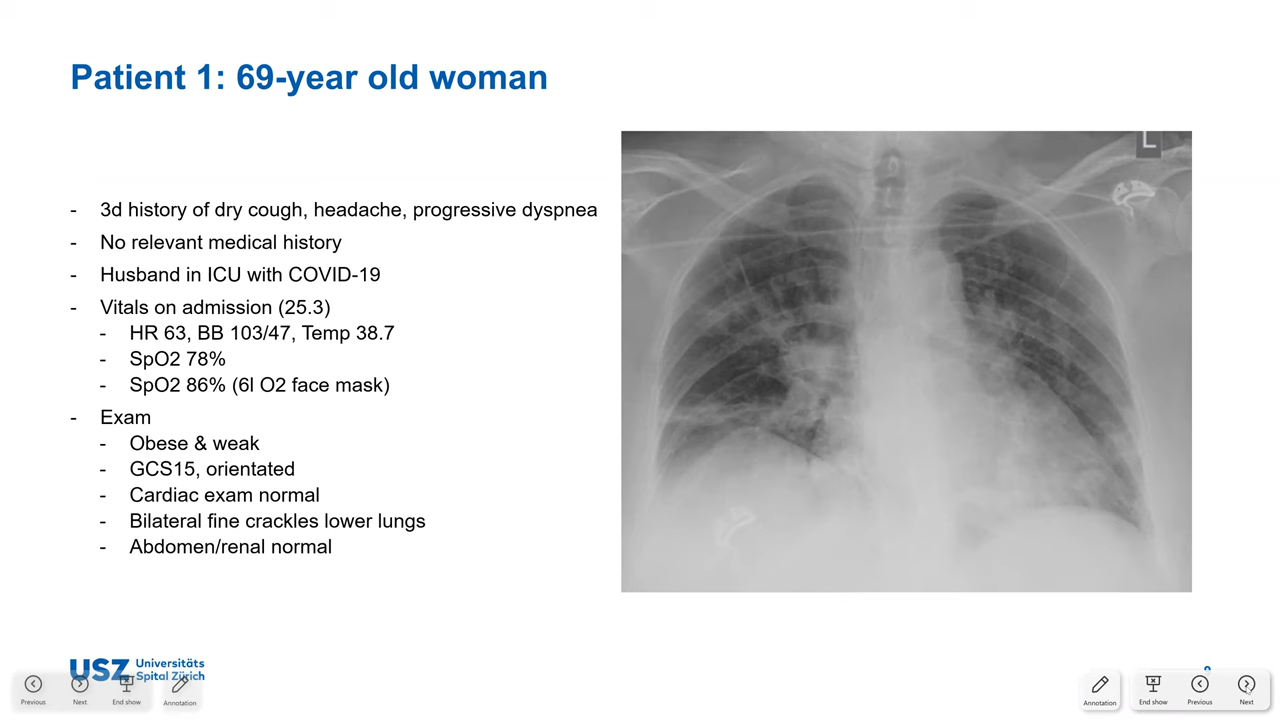 Patient 1: 69-year old woman
- 3d history of dry cough, headache, progressive dyspnea
- No relevant medical history
- Husband in ICU with COVID-19
- Vitals on admission (25.3)
- HR 63, BB 103/47, Temp 38.7
- SpO2 78%
- SpO2 86% (6l O2 face mask)
- Exam
- Obese & weak
- GCS15, orientated
- Cardiac exam normal
- Bilateral fine crackles lower lungs
- Abdomen/renal normal
L
USZ Universitäts
Spital Zürich
Previous Next End show Annotation
Annotation End show Previous Next